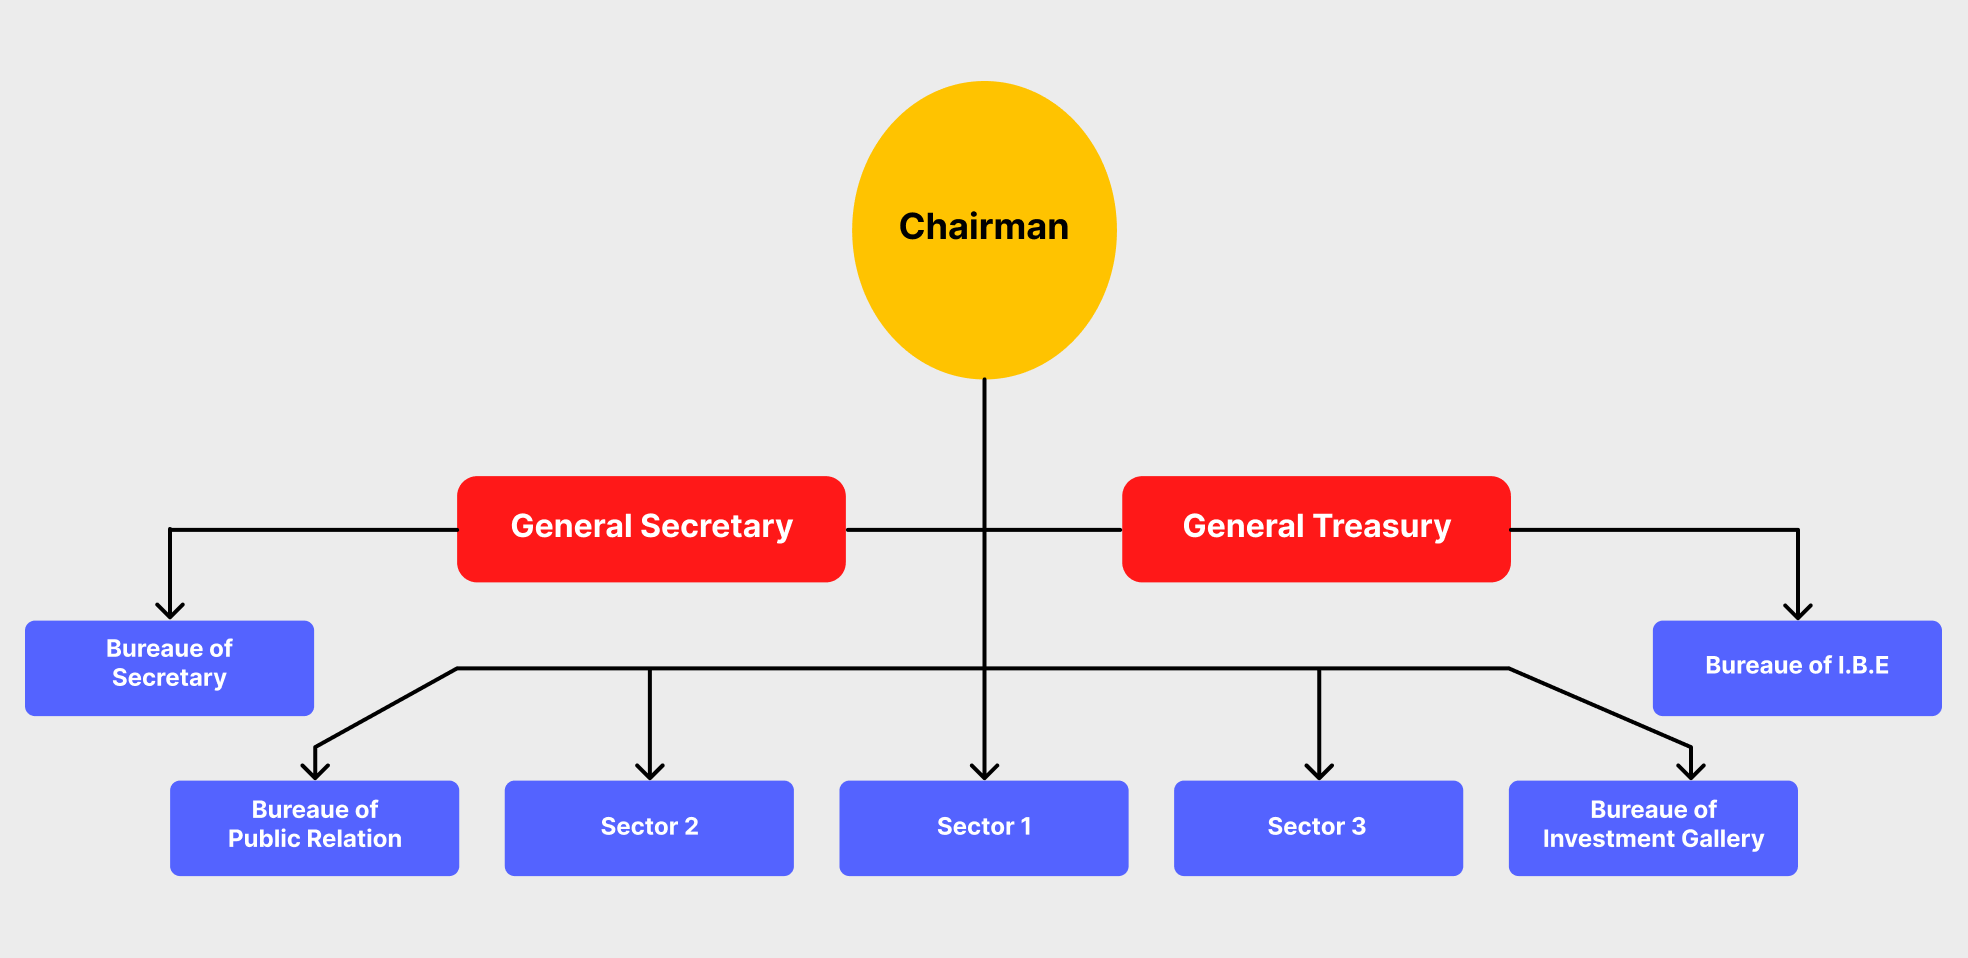 Chairman
General Secretary
General Treasury
Bureaue of
Secretary
Bureaue of I.B.E
Bureaue of
Public Relation
Sector 2
Sector 1
Sector 3
Bureaue of
Investment Gallery